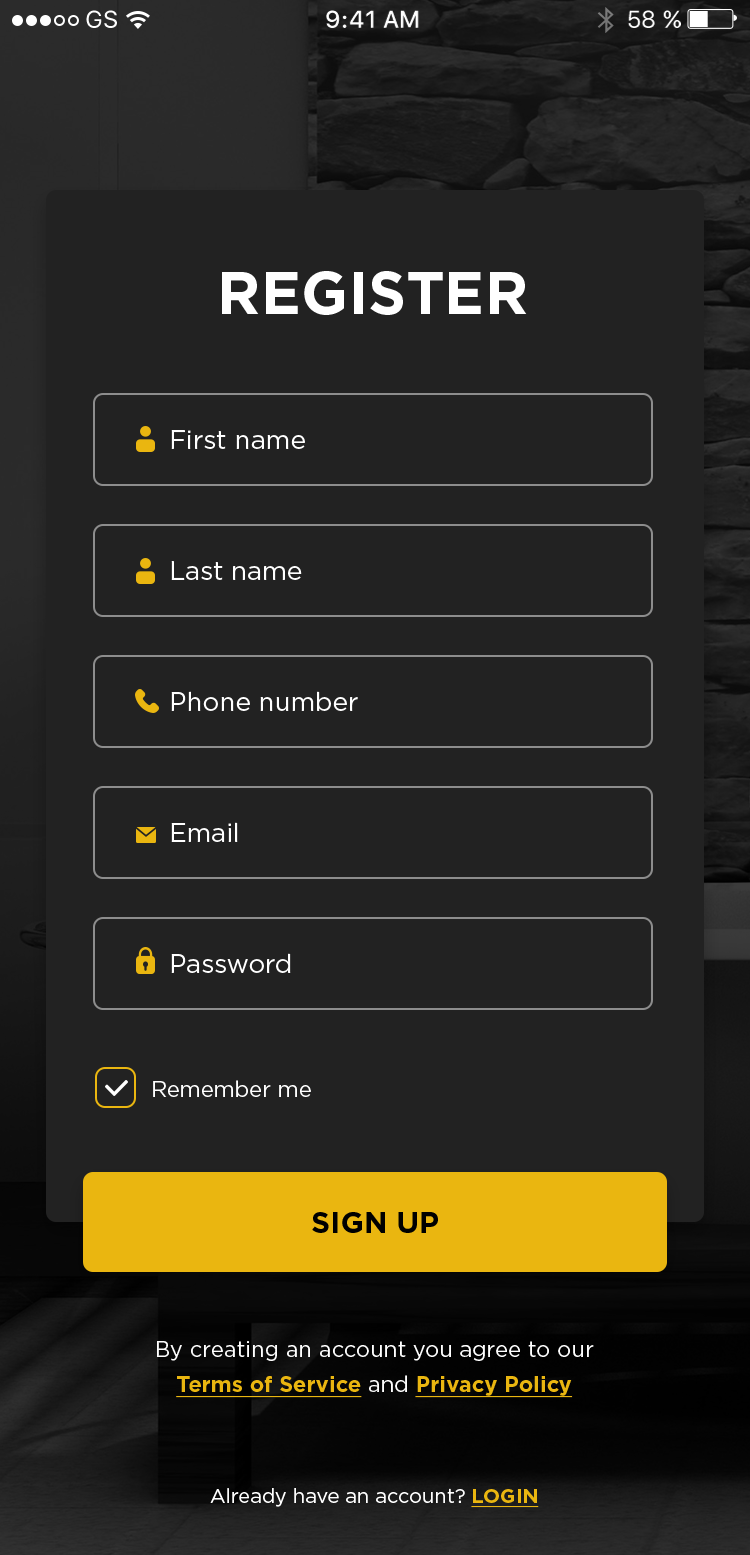 GS 9:41 AM 58 %
REGISTER
First name
Last name
Phone number
Email
Password
Remember me
SIGN UP
By creating an account you agree to our
Terms of Service and Privacy Policy
Already have an account? LOGIN